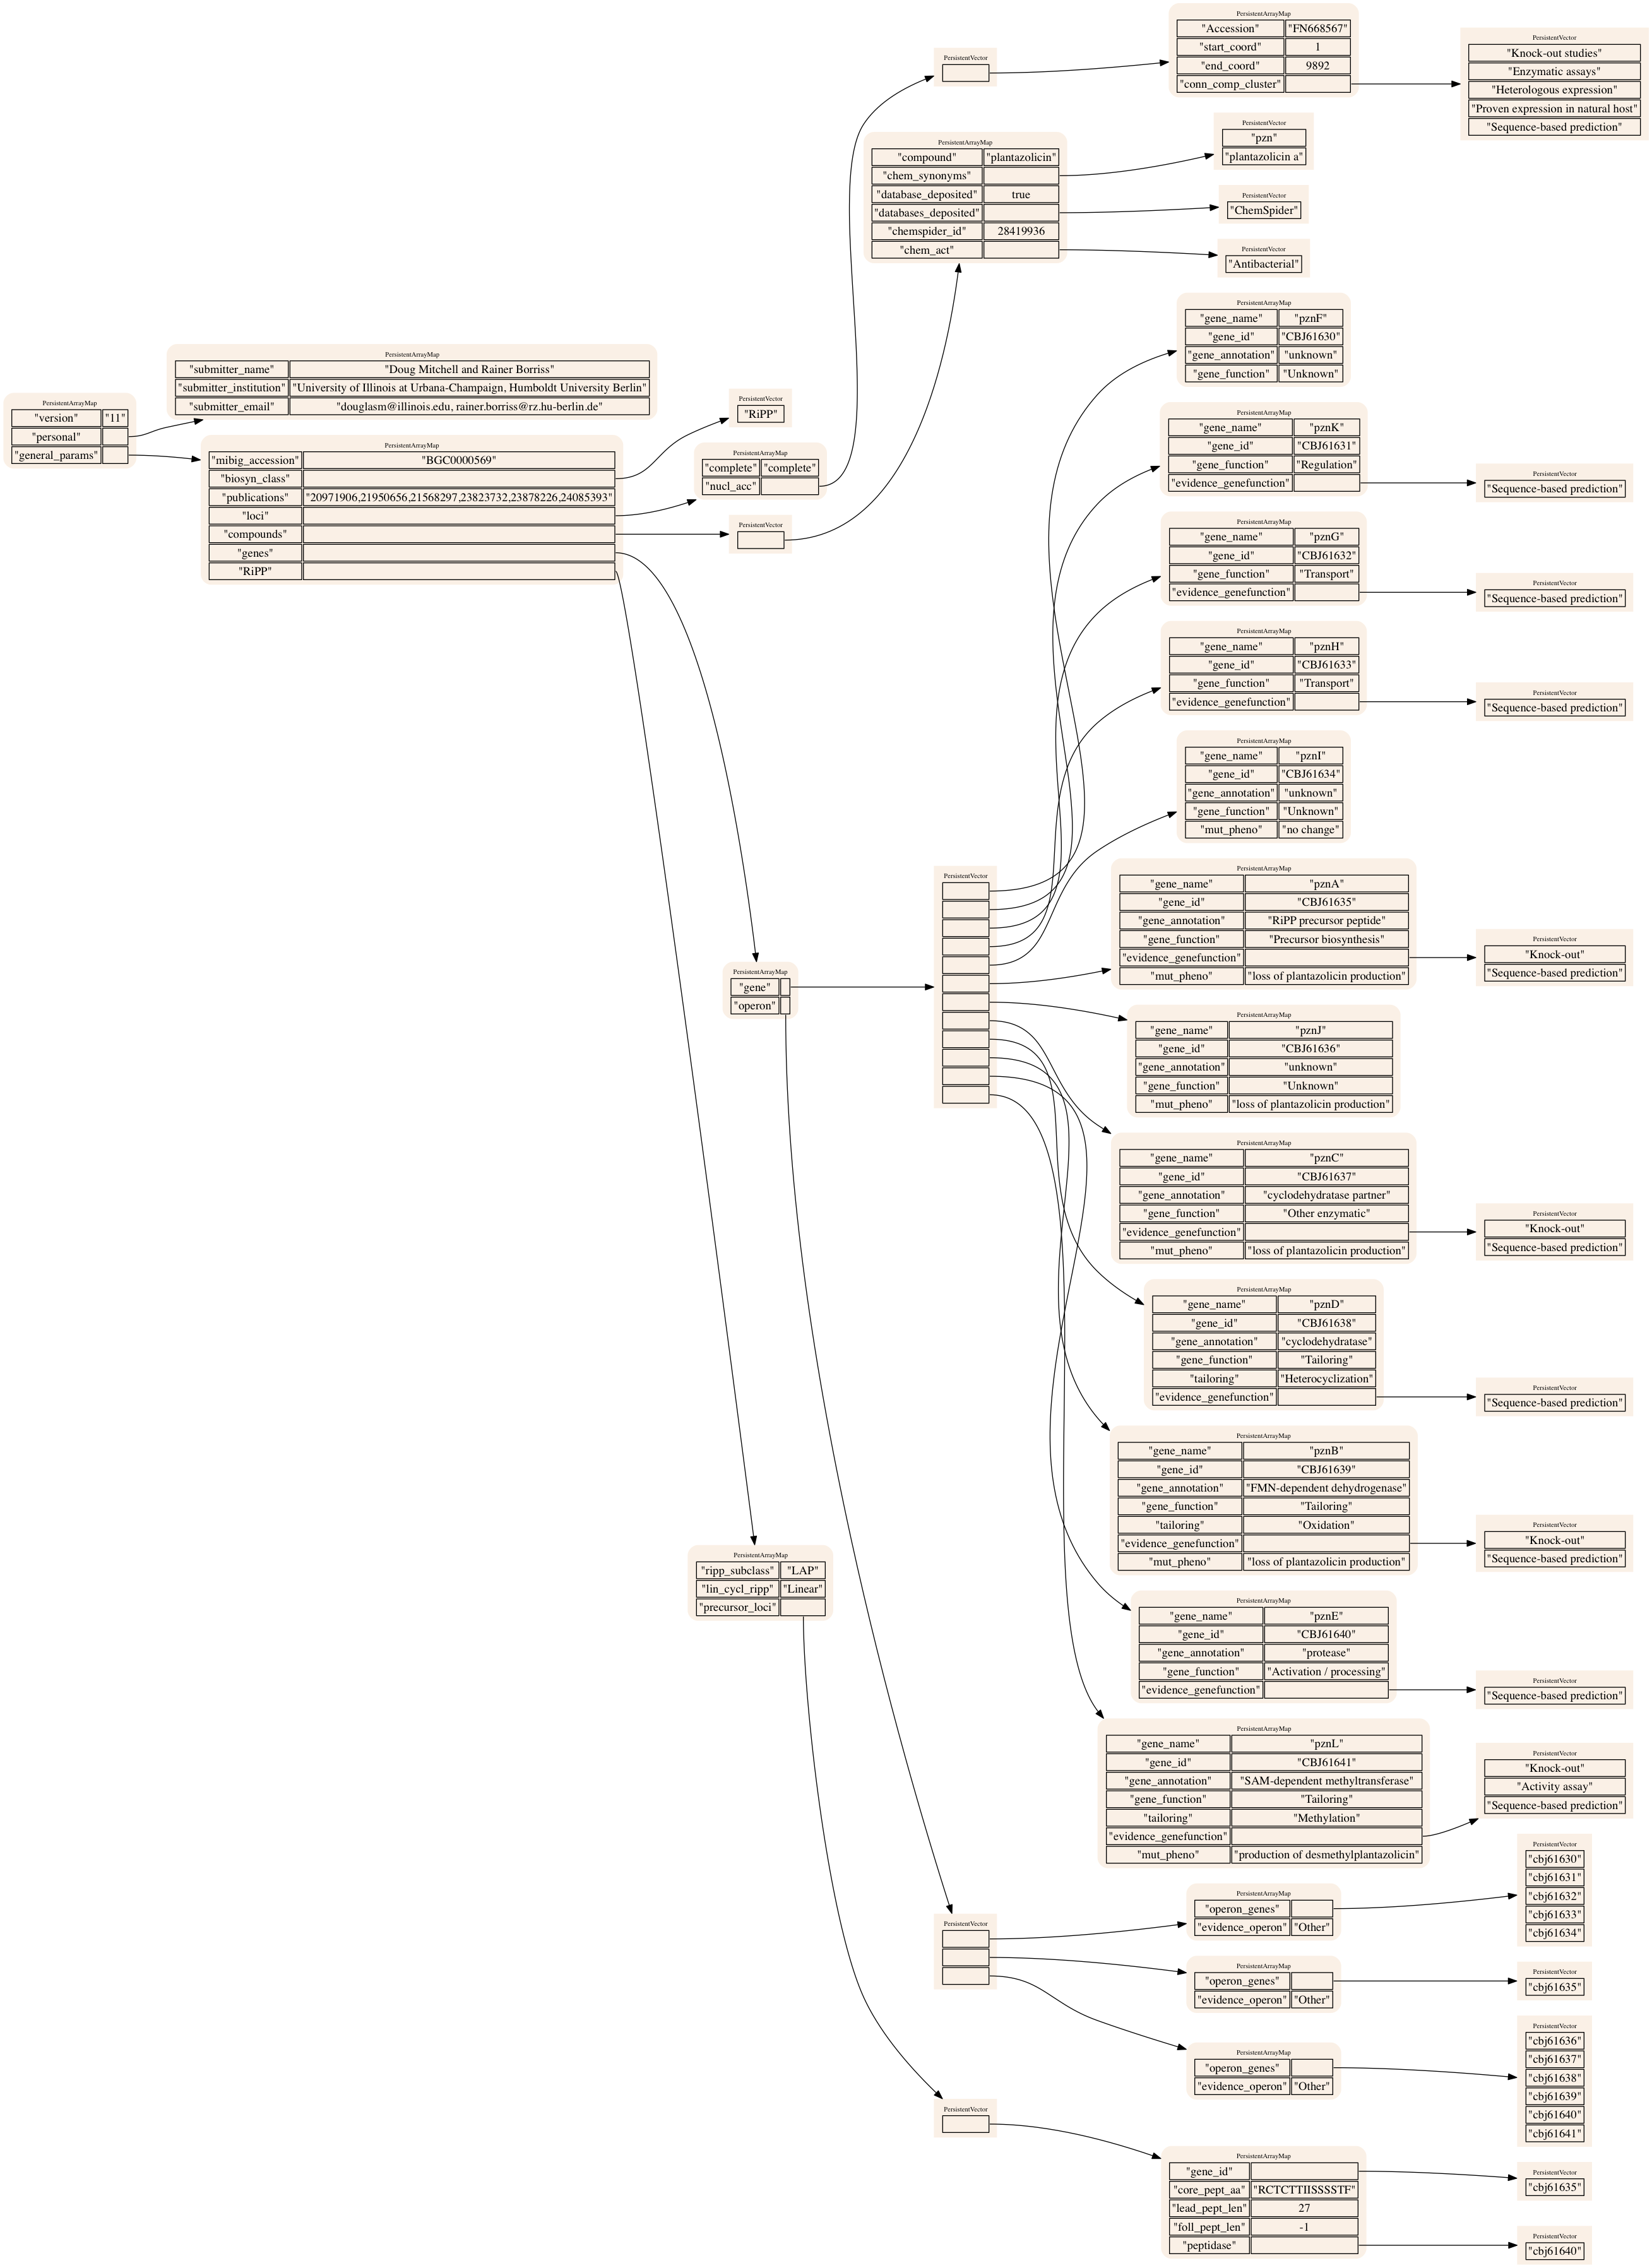 PersistentArrayMap
"version" "11"
"personal"
"general_params"
PersistentArrayMap
"submitter_name" "Doug Mitchell and Rainer Borriss"
"submitter_institution" "University of Illinois at Urbana-Champaign, Humboldt University Berlin"
"submitter_email" "douglasm@illinois.edu, rainer.borriss@rz.hu-berlin.de"
PersistentArrayMap
"mibig_accession" "BGC0000569"
"biosyn_class"
"publications" "20971906,21950656,21568297,23823732,23878226,24085393"
"loci"
"compounds"
"genes"
"RiPP"
PersistentVector
"RiPP"
PersistentArrayMap
"complete" "complete"
"nucl_acc"
PersistentVector
PersistentVector
PersistentArrayMap
"Accession" "FN668567"
"start_coord" 1
"end_coord" 9892
"conn_comp_cluster"
PersistentVector
"Knock-out studies"
"Enzymatic assays"
"Heterologous expression"
"Proven expression in natural host"
"Sequence-based prediction"
PersistentArrayMap
"compound" "plantazolicin"
"chem_synonyms"
"database_deposited" true
"databases_deposited"
"chemspider_id" 28419936
"chem_act"
PersistentVector
"pzn"
"plantazolicin a"
PersistentVector
"ChemSpider"
PersistentVector
"Antibacterial"
PersistentArrayMap
"gene"
"operon"
PersistentVector
PersistentArrayMap
"gene_name" "pznF"
"gene_id" "CBJ61630"
"gene_annotation" "unknown"
"gene_function" "Unknown"
PersistentArrayMap
"gene_name" "pznK"
"gene_id" "CBJ61631"
"gene_function" "Regulation"
"evidence_genefunction"
PersistentVector
"Sequence-based prediction"
PersistentArrayMap
"gene_name" "pznG"
"gene_id" "CBJ61632"
"gene_function" "Transport"
"evidence_genefunction"
PersistentVector
"Sequence-based prediction"
PersistentArrayMap
"gene_name" "pznH"
"gene_id" "CBJ61633"
"gene_function" "Transport"
"evidence_genefunction"
PersistentVector
"Sequence-based prediction"
PersistentArrayMap
"gene_name" "pznI"
"gene_id" "CBJ61634"
"gene_annotation" "unknown"
"gene_function" "Unknown"
"mut_pheno" "no change"
PersistentArrayMap
"gene_name" "pznA"
"gene_id" "CBJ61635"
"gene_annotation" "RiPP precursor peptide"
"gene_function" "Precursor biosynthesis"
"evidence_genefunction"
"mut_pheno" "loss of plantazolicin production"
PersistentVector
"Knock-out"
"Sequence-based prediction"
PersistentArrayMap
"gene_name" "pznJ"
"gene_id" "CBJ61636"
"gene_annotation" "unknown"
"gene_function" "Unknown"
"mut_pheno" "loss of plantazolicin production"
PersistentArrayMap
"gene_name" "pznC"
"gene_id" "CBJ61637"
"gene_annotation" "cyclodehydratase partner"
"gene_function" "Other enzymatic"
"evidence_genefunction"
"mut_pheno" "loss of plantazolicin production"
PersistentVector
"Knock-out"
"Sequence-based prediction"
PersistentArrayMap
"gene_name" "pznD"
"gene_id" "CBJ61638"
"gene_annotation" "cyclodehydratase"
"gene_function" "Tailoring"
"tailoring" "Heterocyclization"
"evidence_genefunction"
PersistentVector
"Sequence-based prediction"
PersistentArrayMap
"gene_name" "pznB"
"gene_id" "CBJ61639"
"gene_annotation" "FMN-dependent dehydrogenase"
"gene_function" "Tailoring"
"tailoring" "Oxidation"
"evidence_genefunction"
"mut_pheno" "loss of plantazolicin production"
PersistentVector
"Knock-out"
"Sequence-based prediction"
PersistentArrayMap
"gene_name" "pznE"
"gene_id" "CBJ61640"
"gene_annotation" "protease"
"gene_function" "Activation / processing"
"evidence_genefunction"
PersistentVector
"Sequence-based prediction"
PersistentArrayMap
"gene_name" "pznL"
"gene_id" "CBJ61641"
"gene_annotation" "SAM-dependent methyltransferase"
"gene_function" "Tailoring"
"tailoring" "Methylation"
"evidence_genefunction"
"mut_pheno" "production of desmethylplantazolicin"
PersistentVector
"Knock-out"
"Activity assay"
"Sequence-based prediction"
PersistentArrayMap
"ripp_subclass" "LAP"
"lin_cycl_ripp" "Linear"
"precursor_loci"
PersistentVector
PersistentArrayMap
"operon_genes"
"evidence_operon" "Other"
PersistentVector
"cbj61630"
"cbj61631"
"cbj61632"
"cbj61633"
"cbj61634"
PersistentArrayMap
"operon_genes"
"evidence_operon" "Other"
PersistentVector
"cbj61635"
PersistentArrayMap
"operon_genes"
"evidence_operon" "Other"
PersistentVector
"cbj61636"
"cbj61637"
"cbj61638"
"cbj61639"
"cbj61640"
"cbj61641"
PersistentVector
PersistentArrayMap
"gene_id"
"core_pept_aa" "RCTCTTIISSSSTF"
"lead_pept_len" 27
"foll_pept_len" -1
"peptidase"
PersistentVector
"cbj61635"
PersistentVector
"cbj61640"